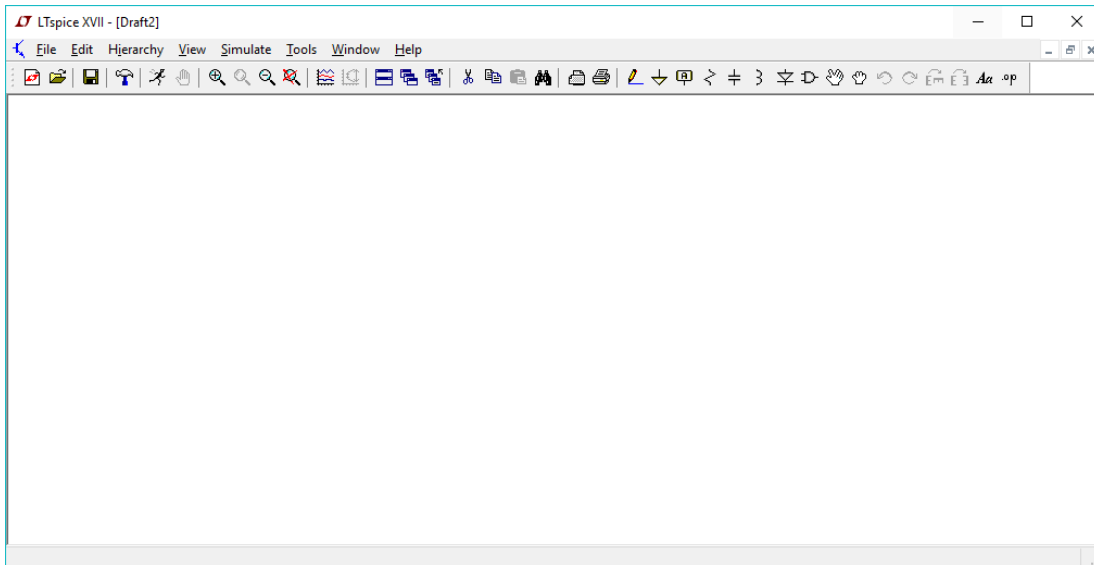 LTspice XVII - [Draft2]
File Edit Hierarchy View Simulate Tools Window Help
Aa .op